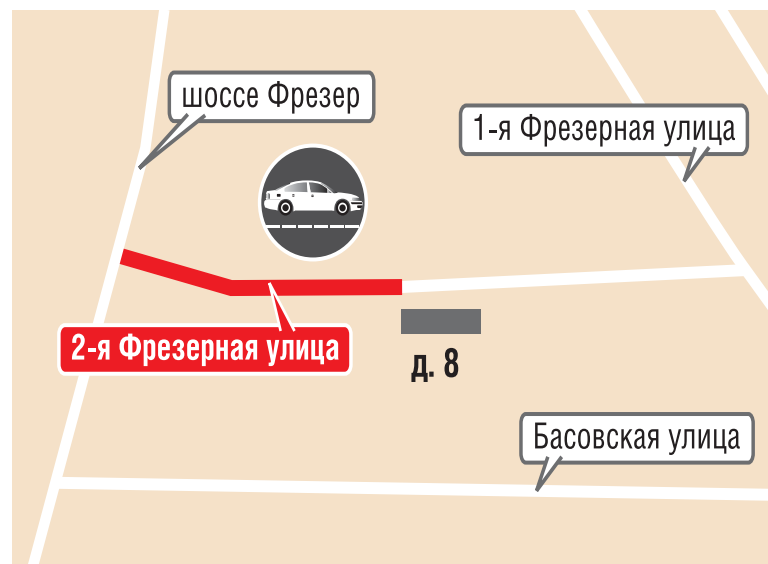 шоссе Фрезер
1-я Фрезерная улица
2-я Фрезерная улица
д. 8
Басовская улица